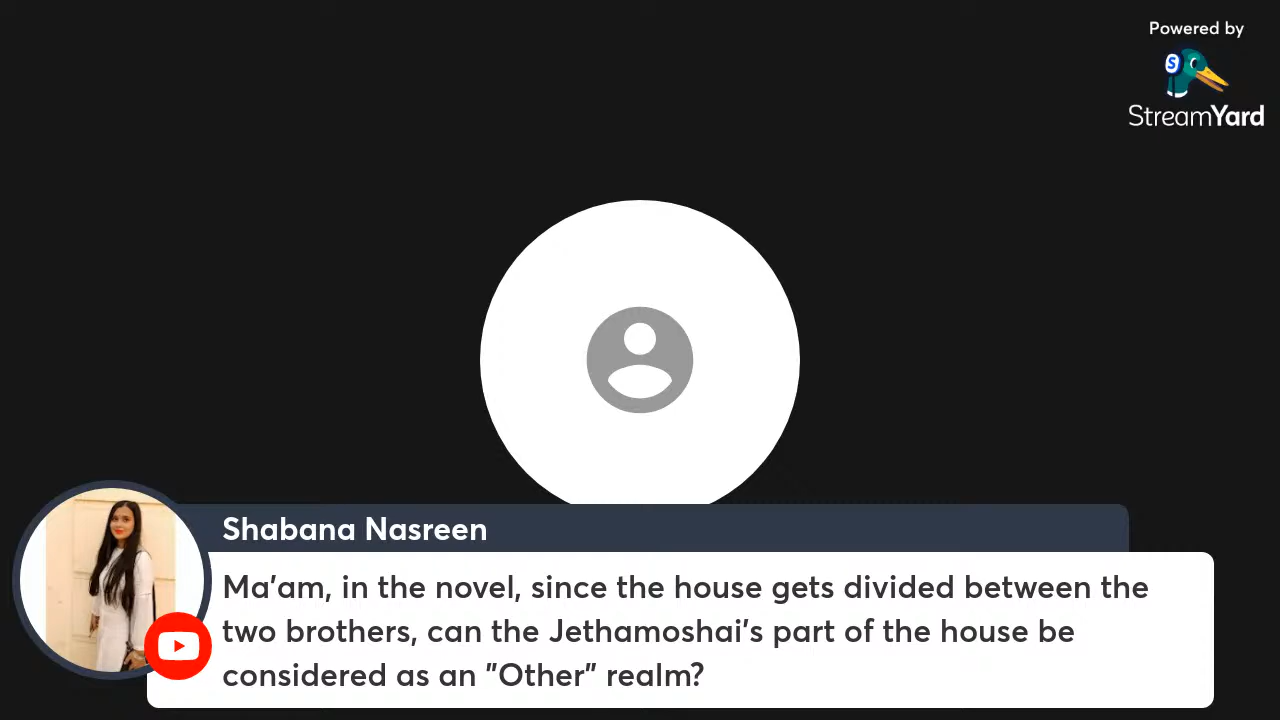 Powered by
S
StreamYard
Shabana Nasreen
Ma'am, in the novel, since the house gets divided between the
two brothers, can the Jethamoshai's part of the house be
considered as an "Other" realm?